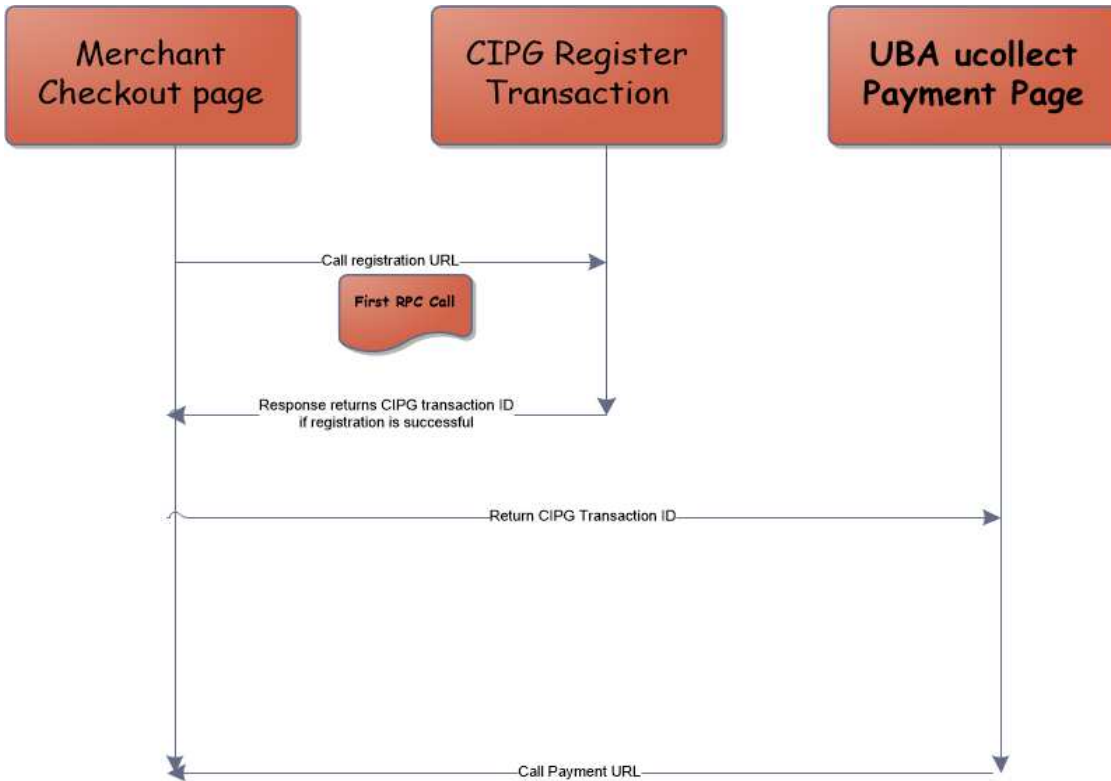 Merchant
Checkout page
CIPG Register
Transaction
UBA ucollect
Payment Page
Call registration URL
First RPC Call
Response returns CIPG transaction ID
if registration is successful
Return CIPG Transaction ID
Call Payment URL